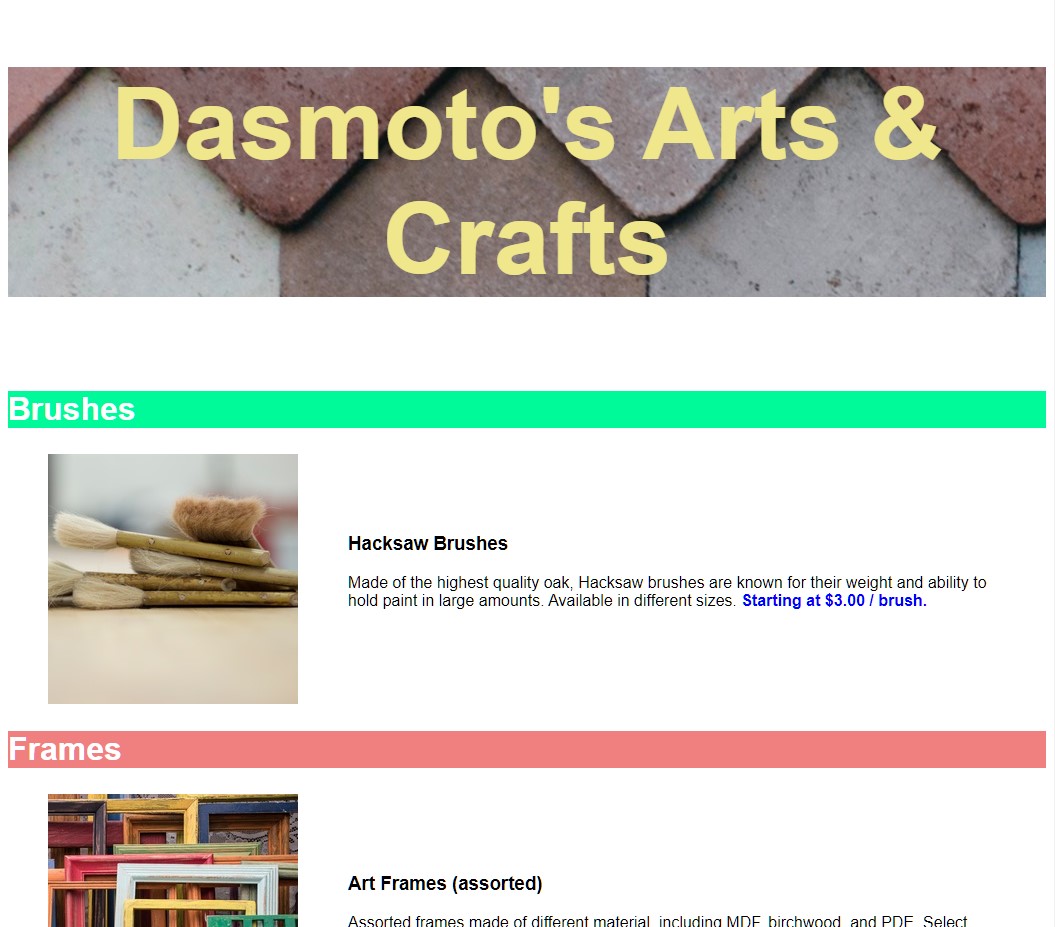 Dasmoto's Arts &
Crafts
Brushes
Hacksaw Brushes
Made of the highest quality oak, Hacksaw brushes are known for their weight and ability to
hold paint in large amounts. Available in different sizes. Starting at $3.00 / brush.
Frames
Art Frames (assorted)
Assorted frames made of different material, including MDF, birchwood, and PDE. Select